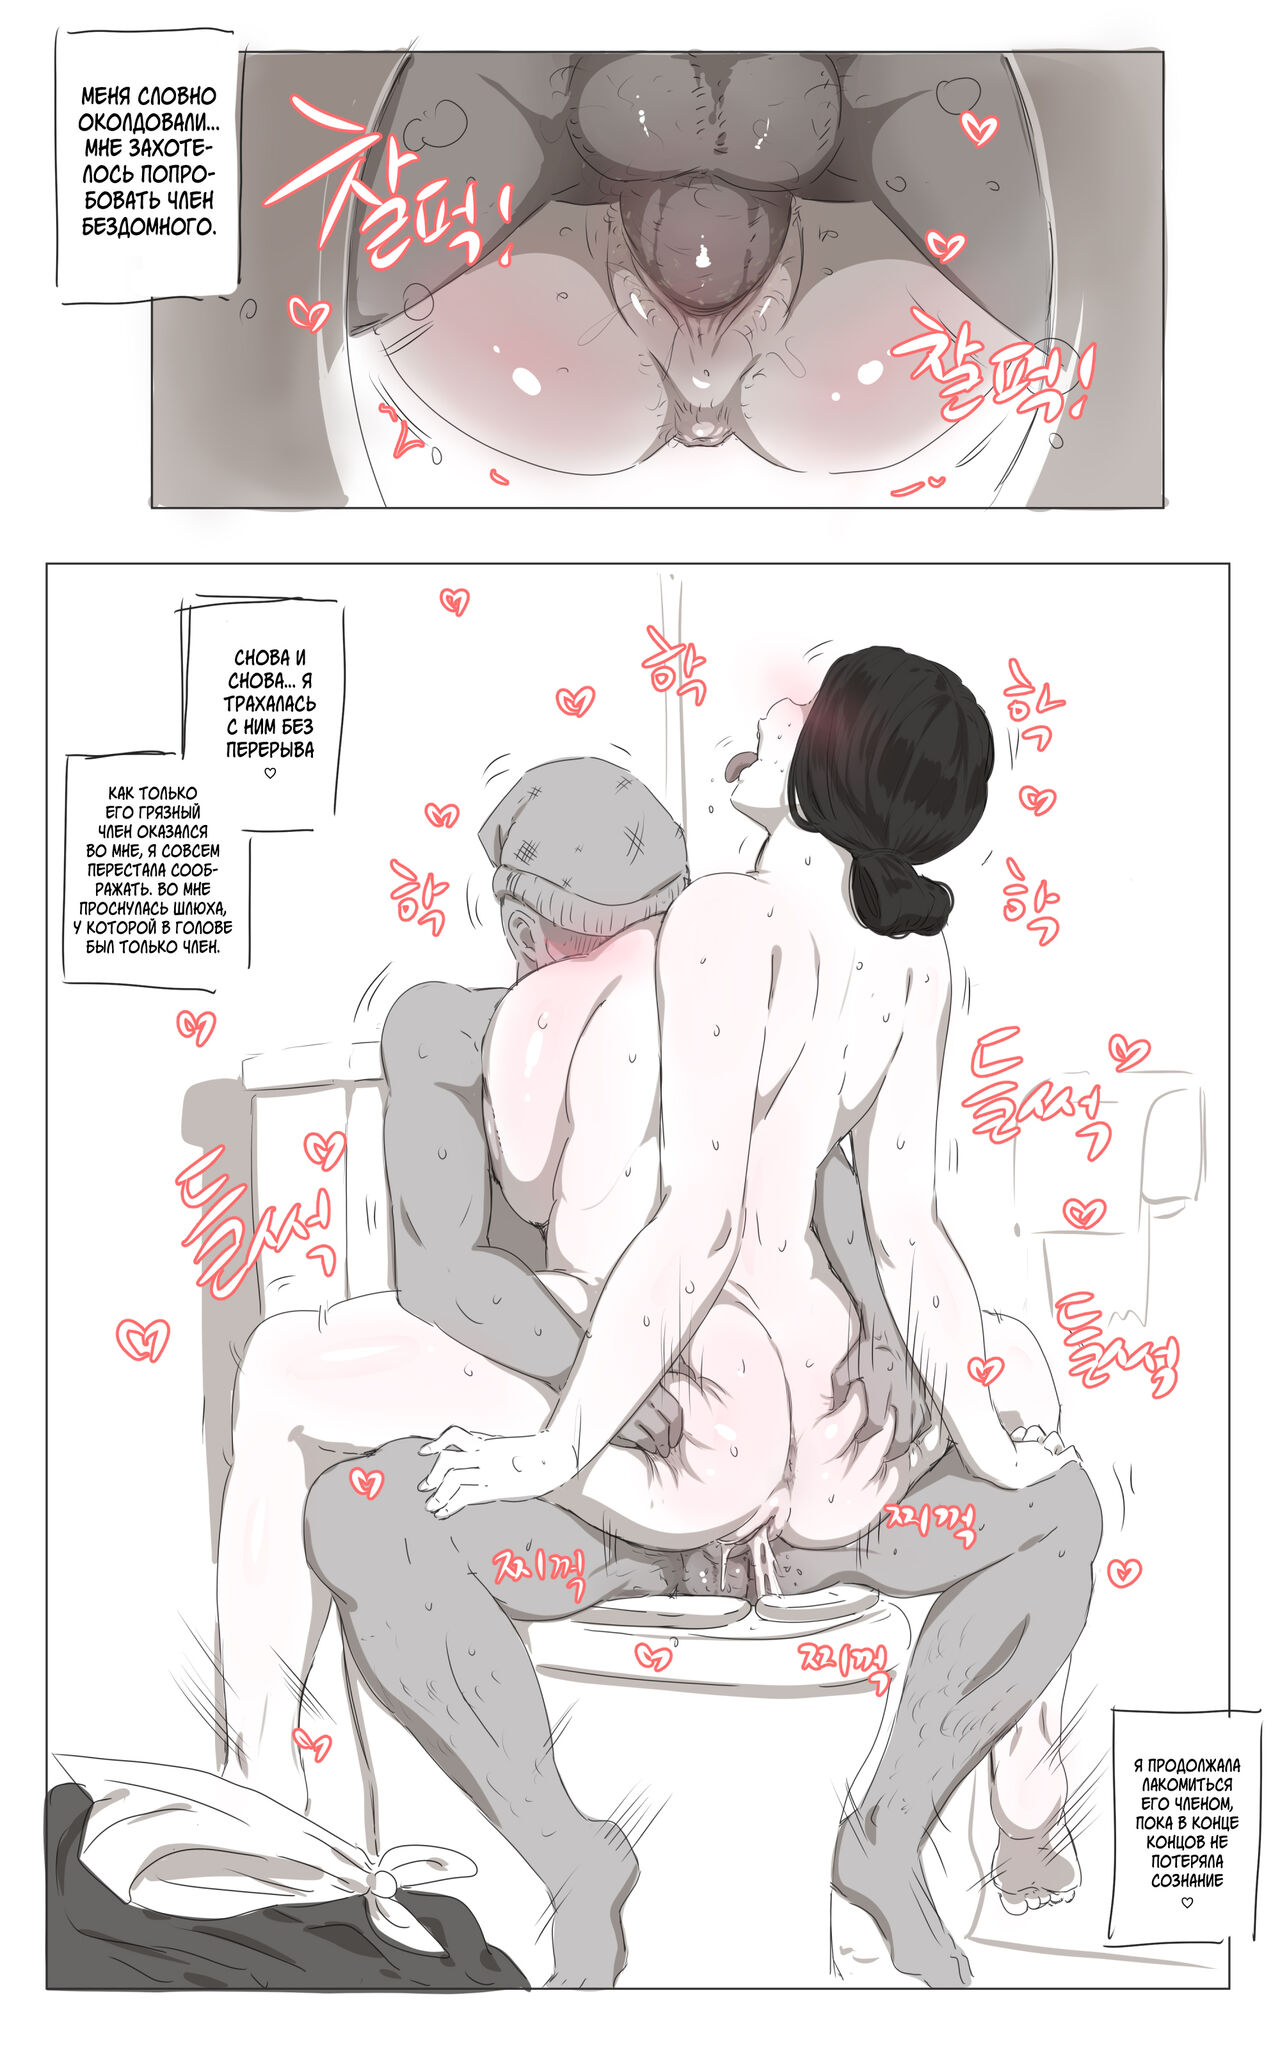 МЕНЯ СЛОВНО
ОКОЛДОВАЛИ...
МНЕ ЗАХОТЕ-
ЛОСЬ ПОПРО-
БОВАТЬ ЧЛЕН
БЕЗДОМНОГО.
찰퍽!
찰퍽!
СНОВА И
СНОВА... Я
ТРАХАЛАСЬ
С НИМ БЕЗ
ПЕРЕРЫВА
♡
КАК ТОЛЬКО
ЕГО ГРЯЗНЫЙ
ЧЛЕН ОКАЗАЛСЯ
ВО МНЕ, Я СОВСЕМ
ПЕРЕСТАЛА СООБ-
РАЖАТЬ. ВО МНЕ
ПРОСНУЛАСЬ ШЛЮХА,
У КОТОРОЙ В ГОЛОВЕ
БЫЛ ТОЛЬКО ЧЛЕН.
학
학
학
학
들썩
들썩
들썩
찌걱
찌걱
찌걱
Я ПРОДОЛЖАЛА
ЛАКОМИТЬСЯ
ЕГО ЧЛЕНОМ,
ПОКА В КОНЦЕ
КОНЦОВ НЕ
ПОТЕРЯЛА
СОЗНАНИЕ
♡